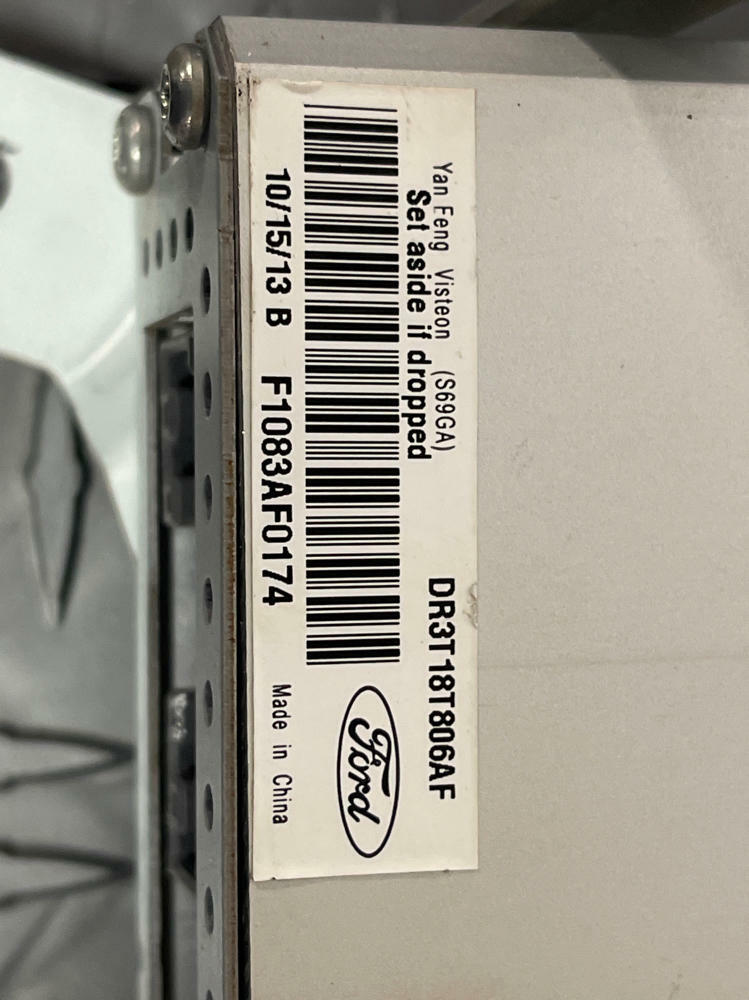 Yan Feng Visteon (S69GA)
DR3T18T806AF
Set aside if dropped
Ford
10/15/13 B F1083AF0174
Made in China